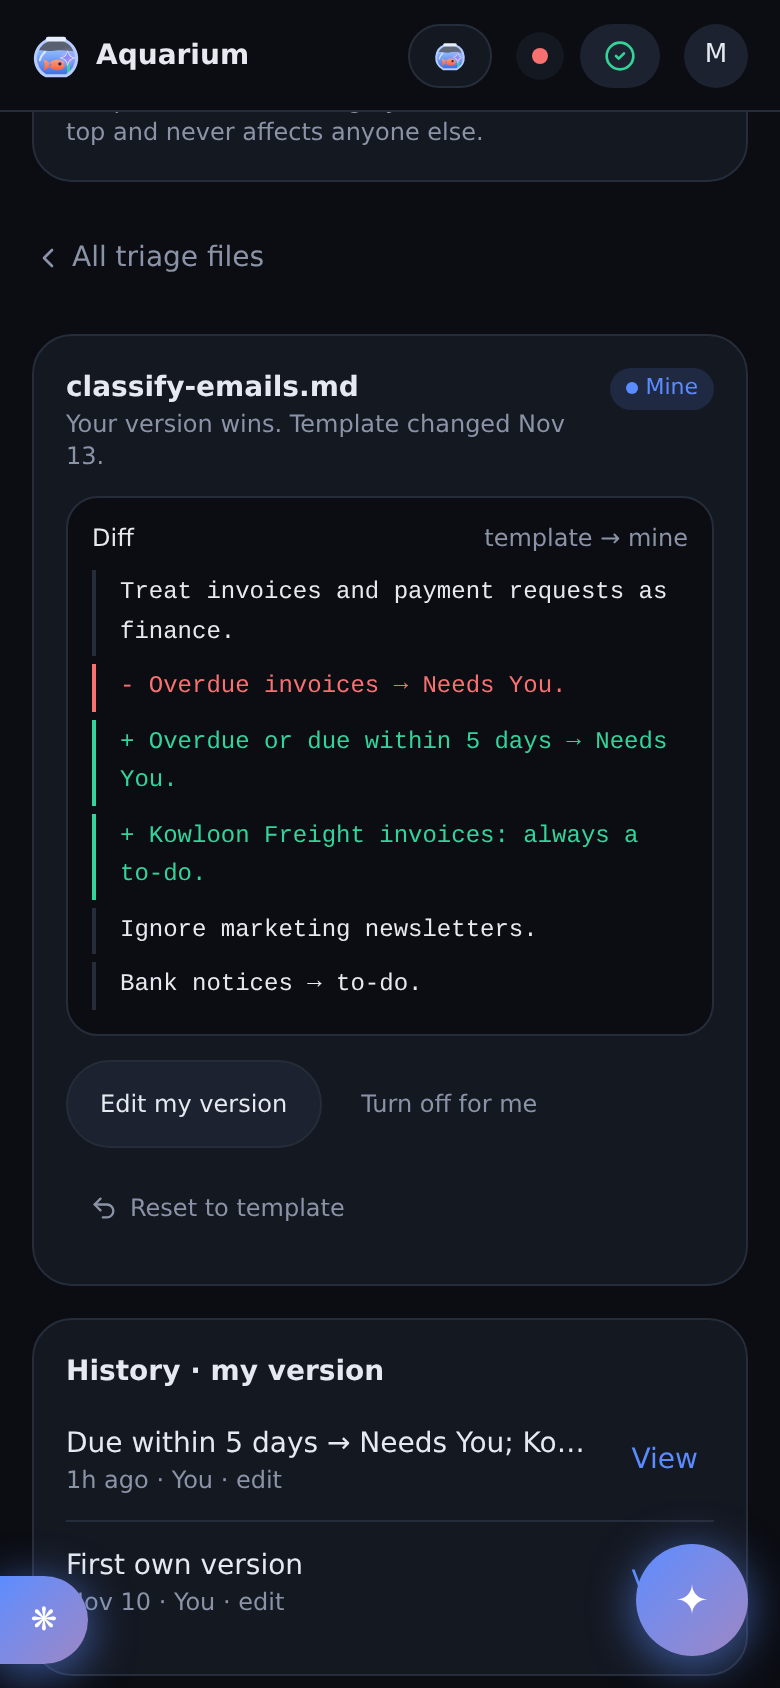 Aquarium
M
top and never affects anyone else.
All triage files
classify-emails.md
Mine
Your version wins. Template changed Nov
13.
Diff
template → mine
Treat invoices and payment requests as
finance.
- Overdue invoices → Needs You.
+ Overdue or due within 5 days → Needs
You.
+ Kowloon Freight invoices: always a
to-do.
Ignore marketing newsletters.
Bank notices → to-do.
Edit my version
Turn off for me
Reset to template
History · my version
Due within 5 days → Needs You; Ko...
View
1h ago · You · edit
First own version
10 · You · edit